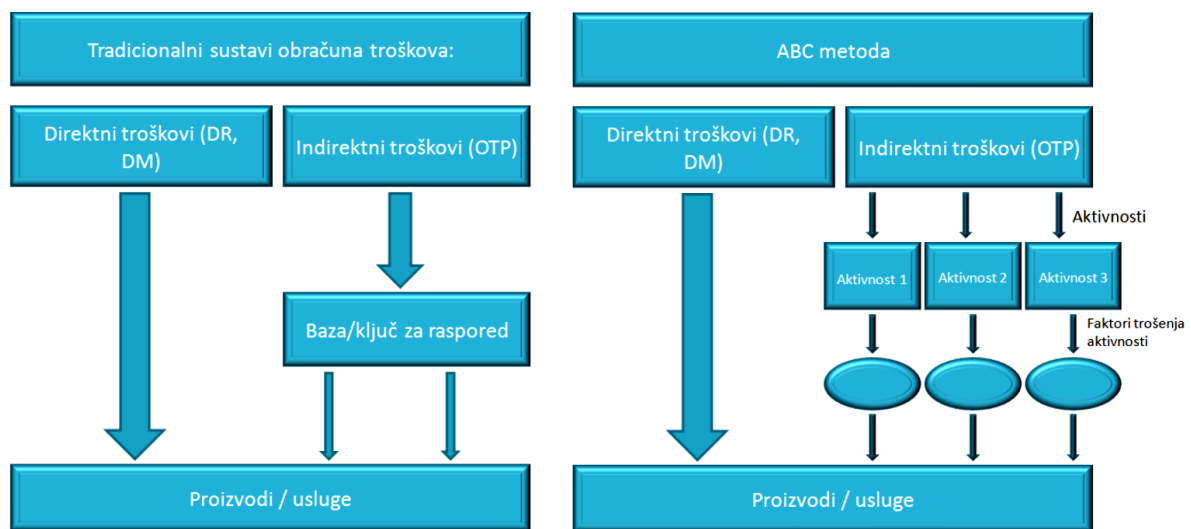 Tradicionalni sustavi obračuna troškova:
Direktni troškovi (DR,
DM)
Indirektni troškovi (OTP)
Baza/ključ za raspored
Proizvodi / usluge
ABC metoda
Direktni troškovi (DR,
DM)
Indirektni troškovi (OTP)
Aktivnosti
Aktivnost 1
Aktivnost 2
Aktivnost 3
Faktori trošenja
aktivnosti
Proizvodi / usluge